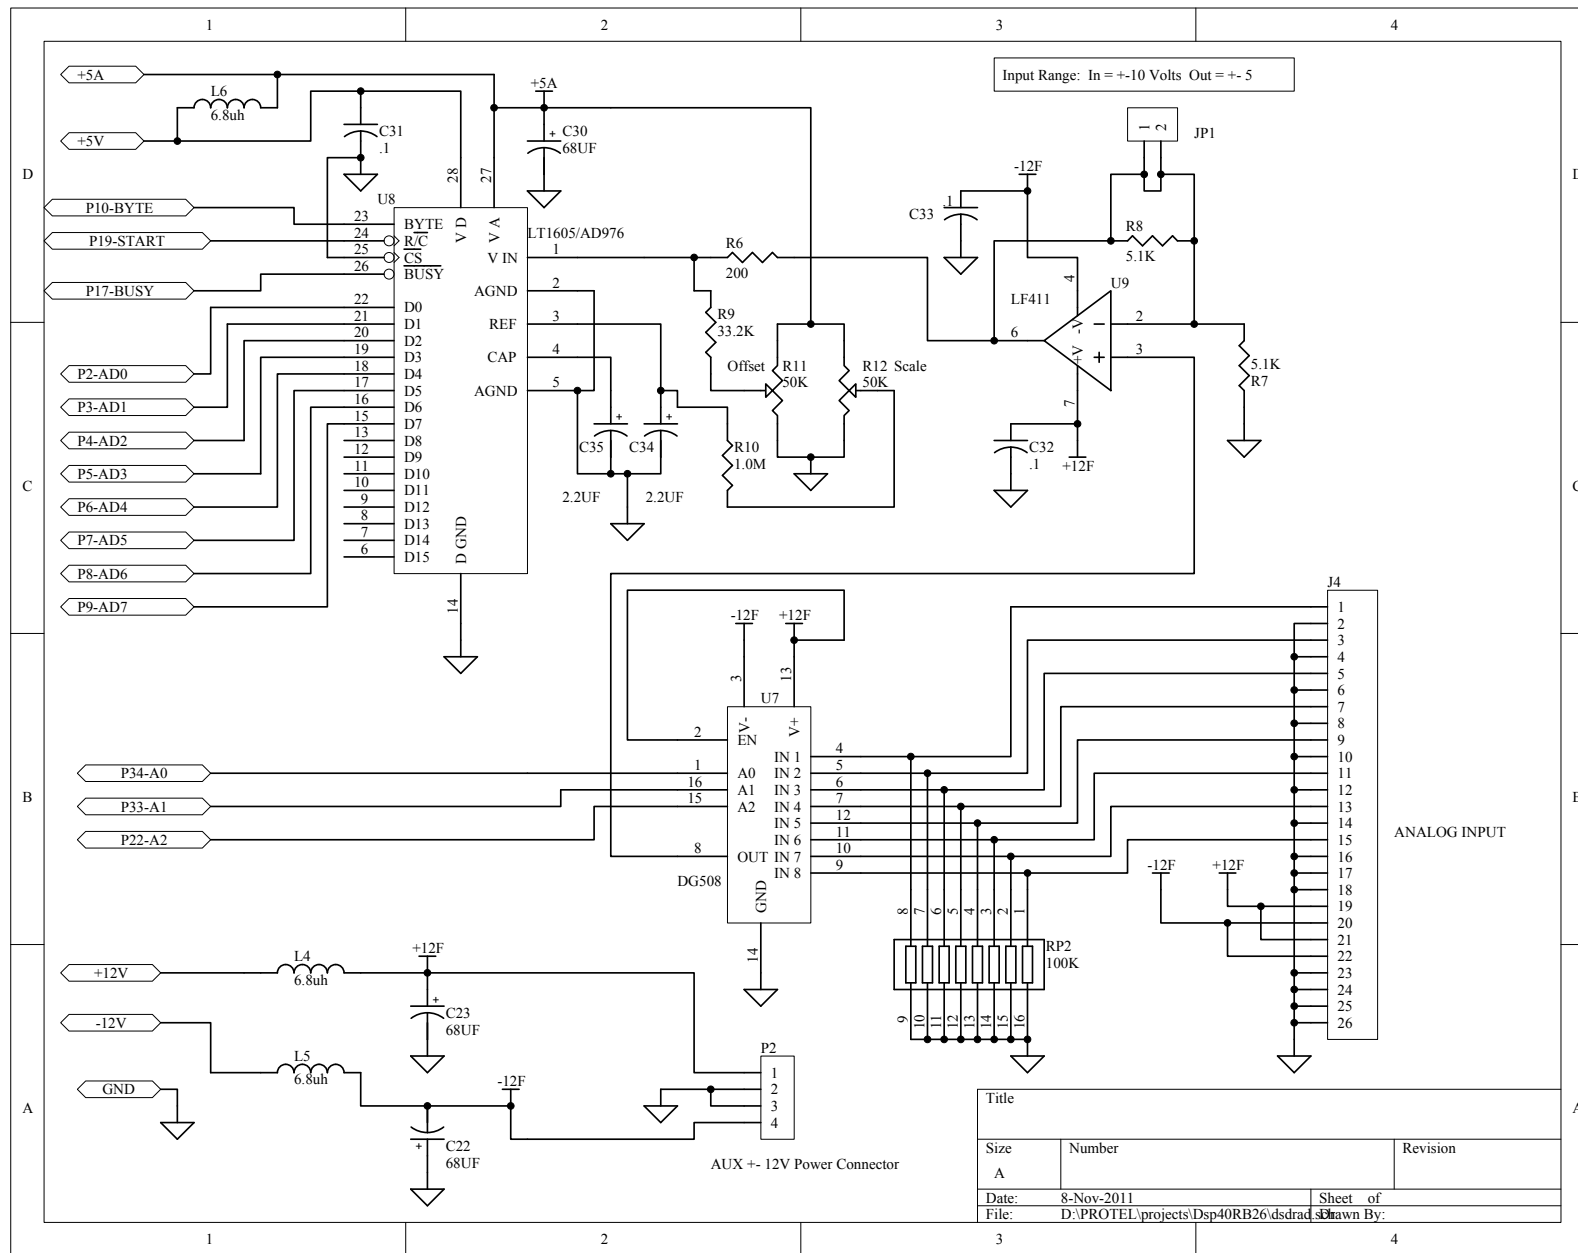 1 2 3 4
D
C
B
A
D
C
B
A
+5A
L6
6.8uh
+5V
C31
.1
+5A
+
C30
68UF
28
27
Input Range: In = +-10 Volts Out = +- 5
1
2
JP1
P10-BYTE
P19-START
P17-BUSY
P2-AD0
P3-AD1
P4-AD2
P5-AD3
P6-AD4
P7-AD5
P8-AD6
P9-AD7
U8
LT1605/AD976
V D
V A
23 BYTE
24 R/C
25 CS
26 BUSY
22 D0
21 D1
20 D2
19 D3
18 D4
17 D5
16 D6
15 D7
13 D8
12 D9
11 D10
10 D11
9 D12
8 D13
7 D14
6 D15
D GND
14
V IN 1
AGND 2
REF 3
CAP 4
AGND 5
R6
200
R9
33.2K
Offset
R11
50K
R12 Scale
50K
R10
1.0M
+
C35
2.2UF
+
C34
2.2UF
-12F
C33
.1
R8
5.1K
U9
LF411
4
-V
+V
2
3
6
7
5.1K
R7
C32
.1
+12F
-12F
+12F
3
13
U7
V-
V+
2 EN
1 A0
16 A1
15 A2
8 OUT
DG508
GND
14
IN 1 4
IN 2 5
IN 3 6
IN 4 7
IN 5 12
IN 6 11
IN 7 10
IN 8 9
P34-A0
P33-A1
P22-A2
8 7 6 5 4 3 2 1
RP2
100K
9 10 11 12 13 14 15 16
J4
1
2
3
4
5
6
7
8
9
10
11
12
13
14
15
16
17
18
19
20
21
22
23
24
25
26
ANALOG INPUT
-12F
+12F
+12V
L4
6.8uh
+12F
+
C23
68UF
-12V
L5
6.8uh
-12F
+
C22
68UF
GND
P2
1
2
3
4
AUX +- 12V Power Connector
Title
Size
A
Number
Revision
Date: 8-Nov-2011 Sheet of
File: D:\PROTEL\projects\Dsp40RB26\dsdrad. Drawn By:
1 2 3 4